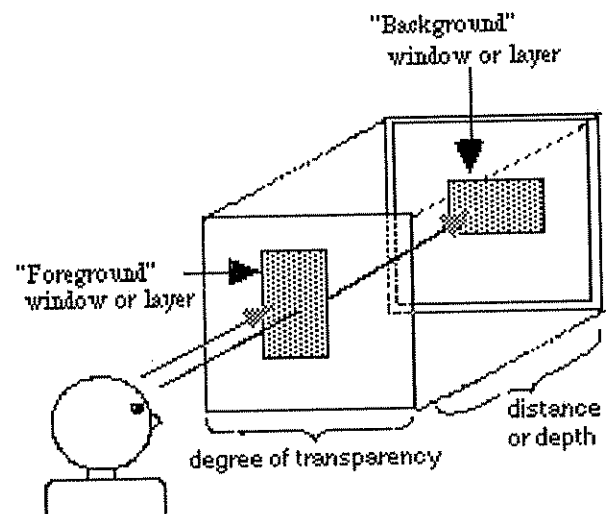 "Background"
window or layer
"Foreground"
window or layer
distance
or depth
degree of transparency